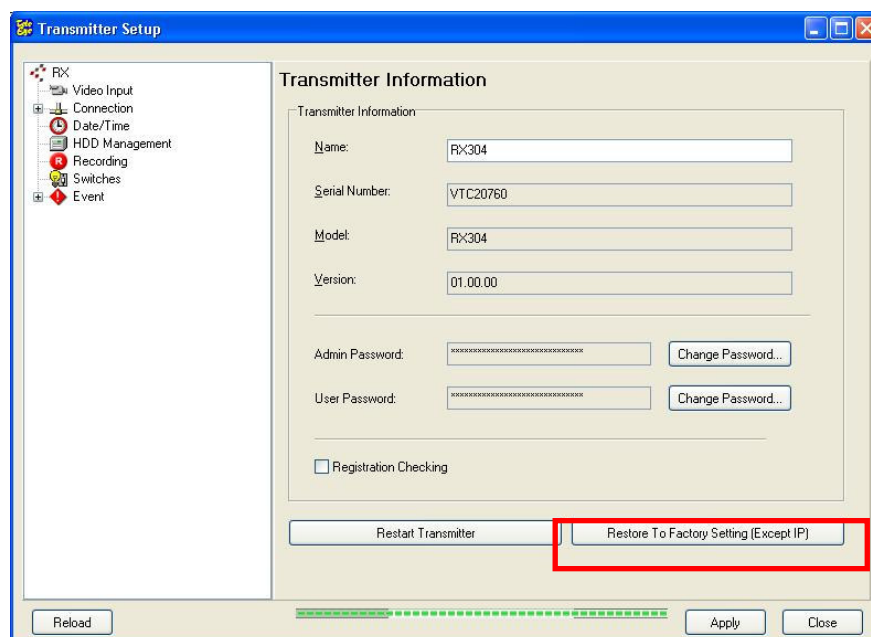 Transmitter Setup
RX
Video Input
Connection
Date/Time
HDD Management
Recording
Switches
Event
Transmitter Information
Transmitter Information
Name:
RX304
Serial Number:
VTC20760
Model:
RX304
Version:
01.00.00
Admin Password:
Change Password...
User Password:
Change Password...
Registration Checking
Restart Transmitter
Restore To Factory Setting (Except IP)
Reload
Apply
Close